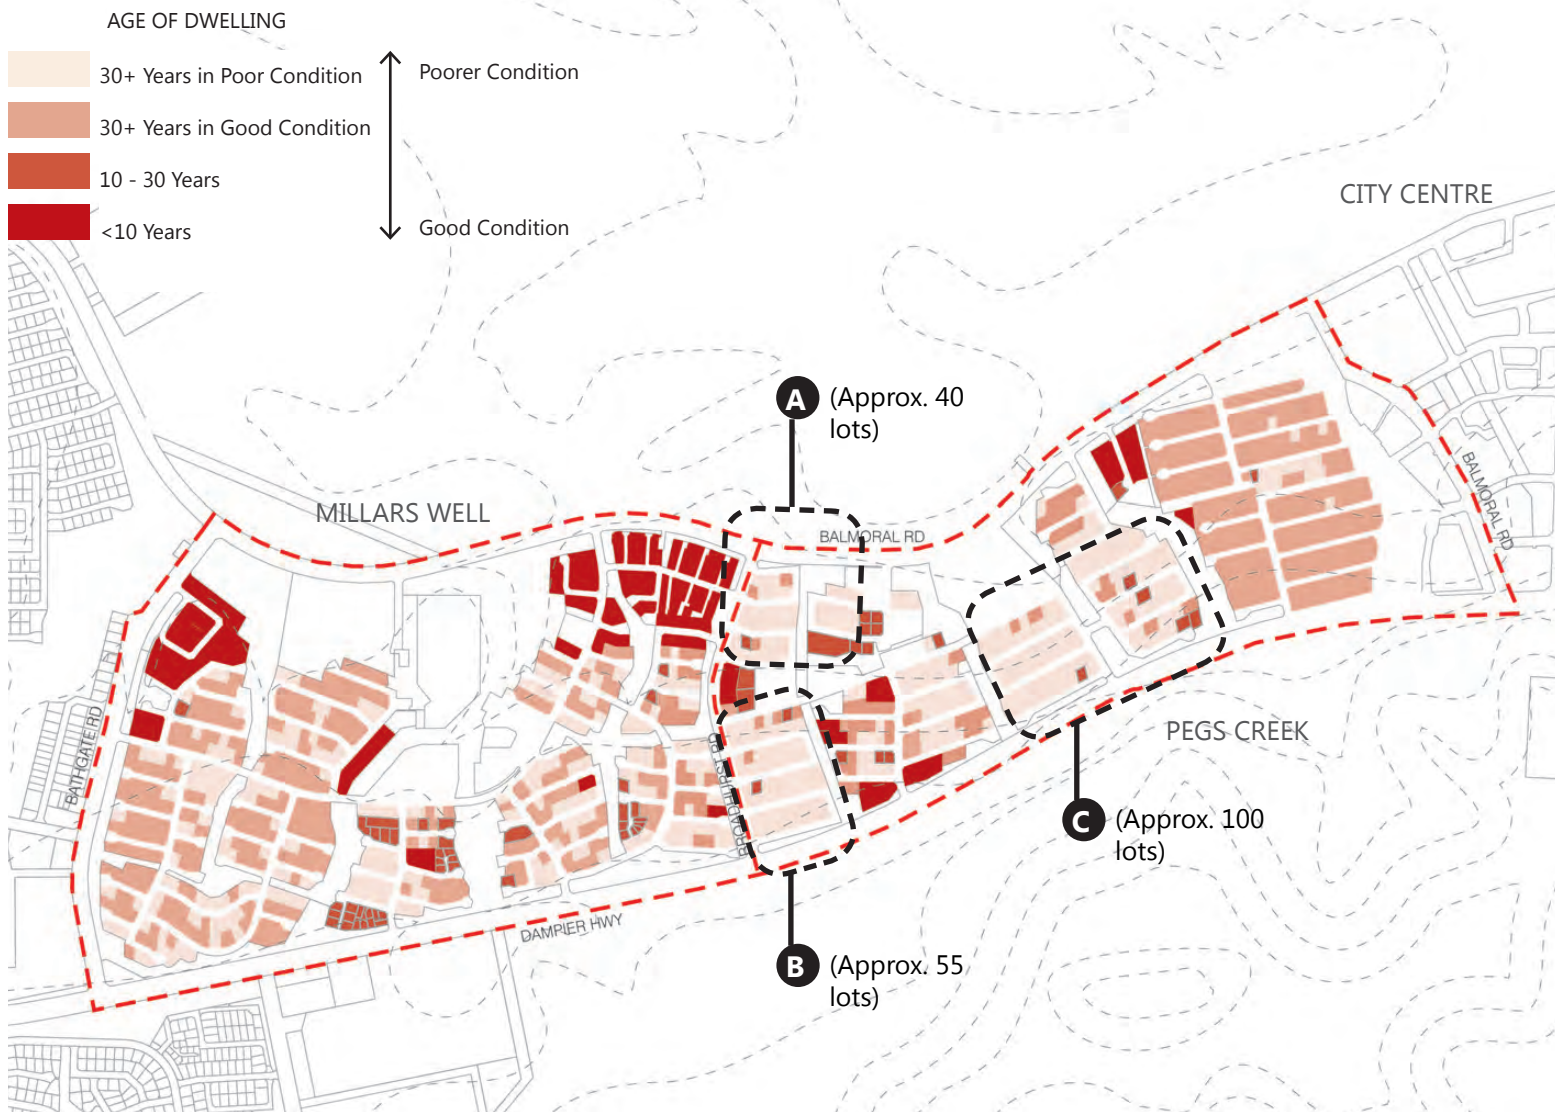 AGE OF DWELLING
30+ Years in Poor Condition
Poorer Condition
30+ Years in Good Condition
10 - 30 Years
<10 Years
Good Condition
CITY CENTRE
A
(Approx. 40
lots)
MILLARS WELL
BALMORAL RD
BALMORAL RD
BATHGATE RD
BROADHURST RD
PEGS CREEK
C
(Approx. 100
lots)
DAMPIER HWY
B
(Approx. 55
lots)